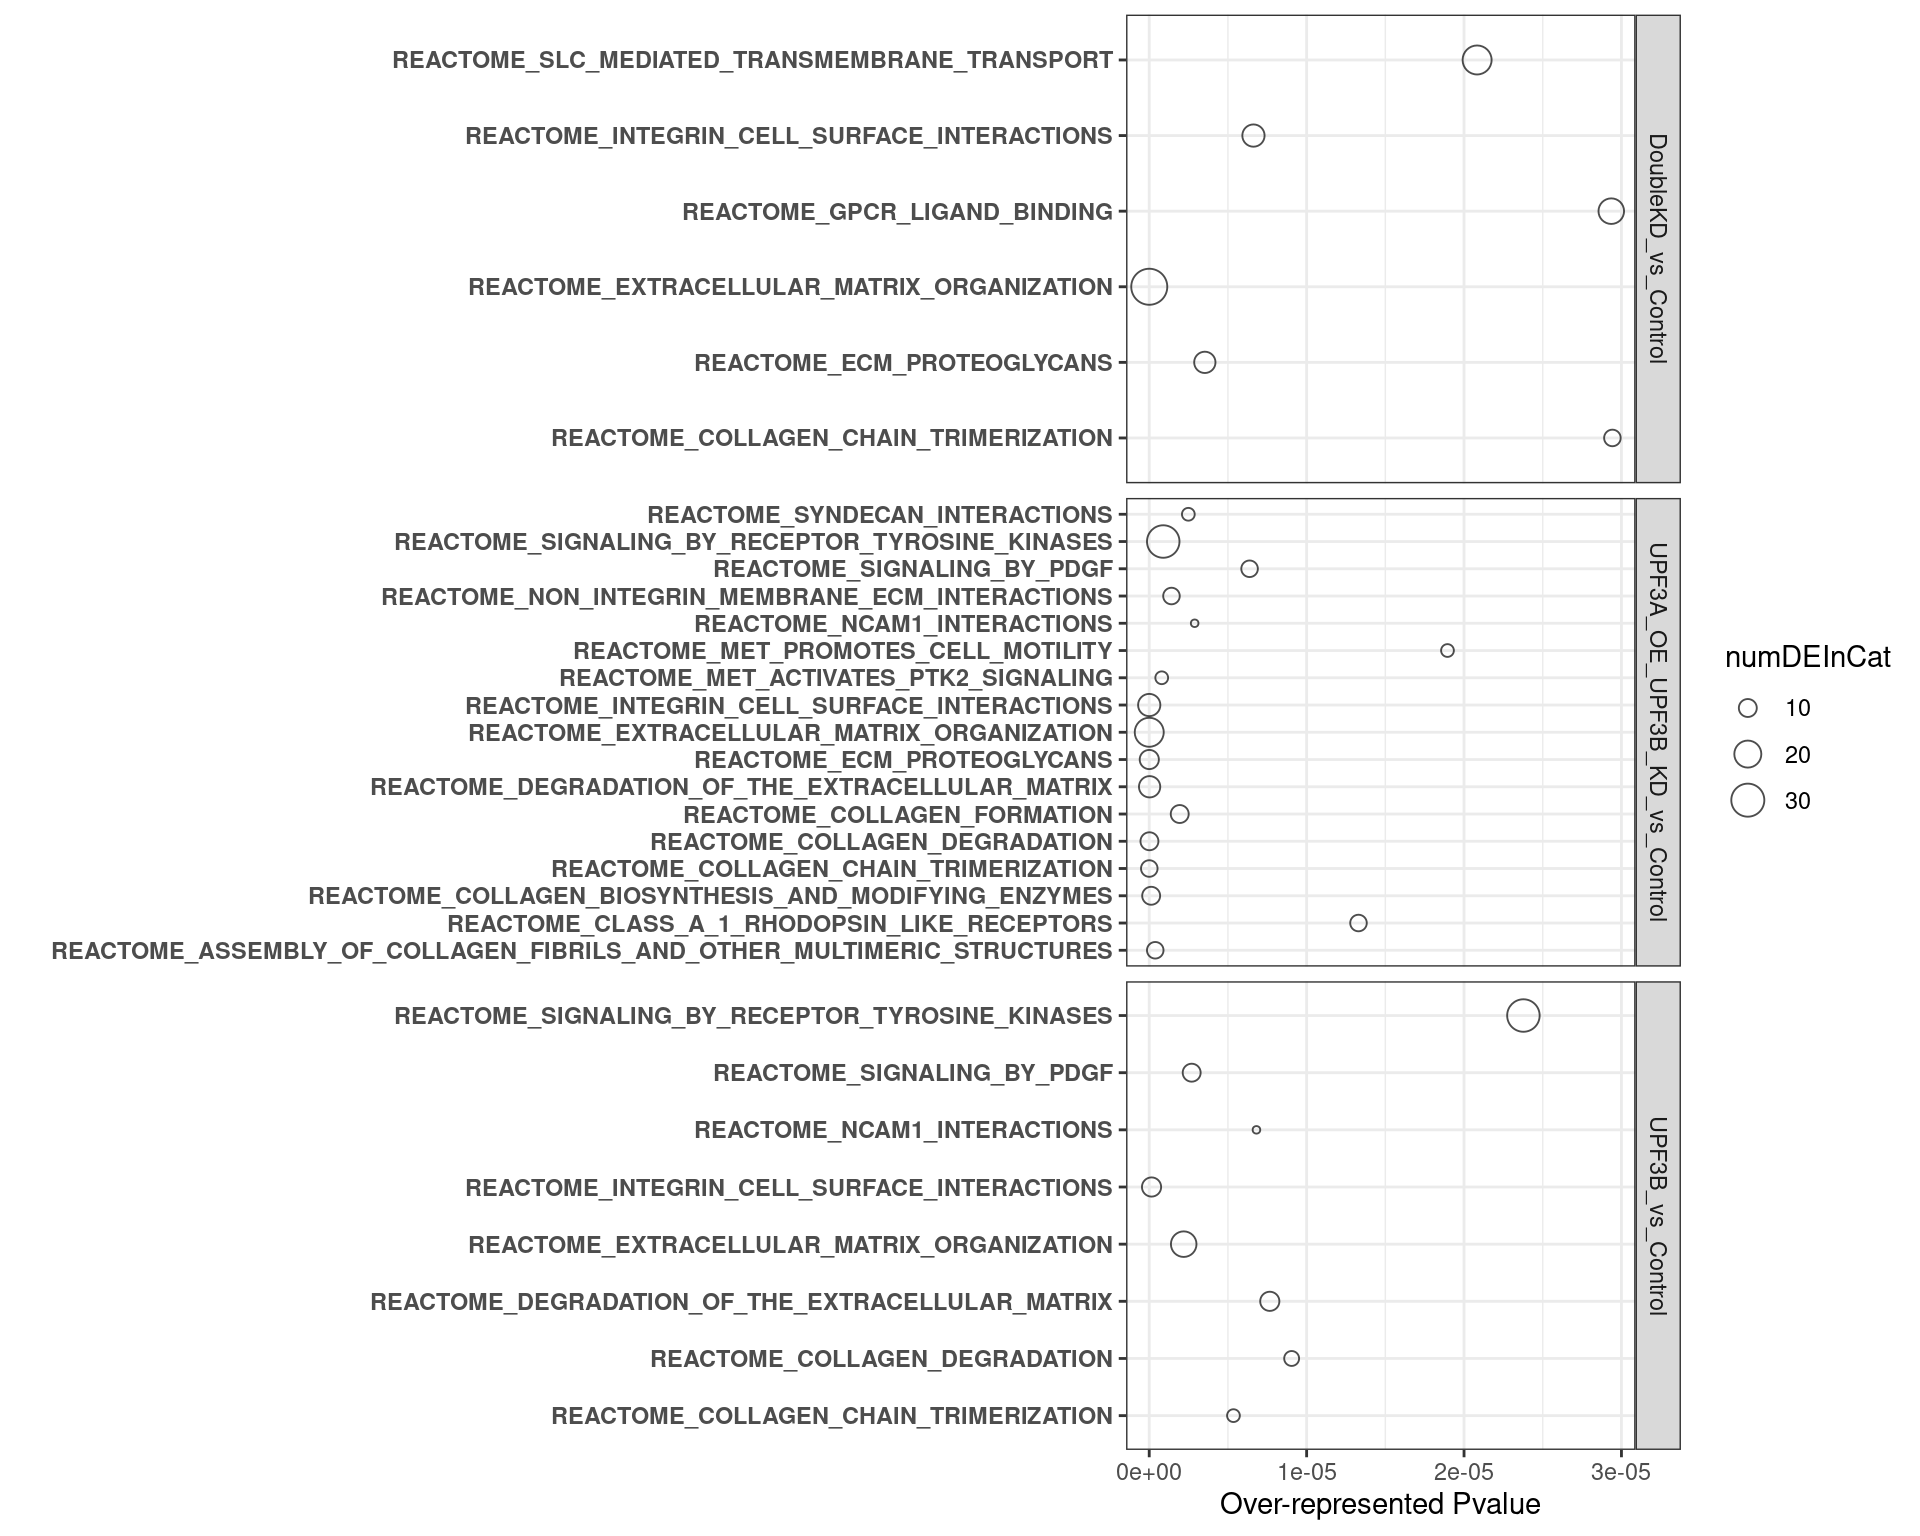 REACTOME_SLC_MEDIATED_TRANSMEMBRANE_TRANSPORT
REACTOME_INTEGRIN_CELL_SURFACE_INTERACTIONS
REACTOME_GPCR_LIGAND_BINDING
REACTOME_EXTRACELLULAR_MATRIX_ORGANIZATION
REACTOME_ECM_PROTEOGLYCANS
REACTOME_COLLAGEN_CHAIN_TRIMERIZATION
DoubleKD_vs_Control
REACTOME_SYNDECAN_INTERACTIONS
REACTOME_SIGNALING_BY_RECEPTOR_TYROSINE_KINASES
REACTOME_SIGNALING_BY_PDGF
REACTOME_NON_INTEGRIN_MEMBRANE_ECM_INTERACTIONS
REACTOME_NCAM1_INTERACTIONS
REACTOME_MET_PROMOTES_CELL_MOTILITY
REACTOME_MET_ACTIVATES_PTK2_SIGNALING
REACTOME_INTEGRIN_CELL_SURFACE_INTERACTIONS
REACTOME_EXTRACELLULAR_MATRIX_ORGANIZATION
REACTOME_ECM_PROTEOGLYCANS
REACTOME_DEGRADATION_OF_THE_EXTRACELLULAR_MATRIX
REACTOME_COLLAGEN_FORMATION
REACTOME_COLLAGEN_DEGRADATION
REACTOME_COLLAGEN_CHAIN_TRIMERIZATION
REACTOME_COLLAGEN_BIOSYNTHESIS_AND_MODIFYING_ENZYMES
REACTOME_CLASS_A_1_RHODOPSIN_LIKE_RECEPTORS
REACTOME_ASSEMBLY_OF_COLLAGEN_FIBRILS_AND_OTHER_MULTIMERIC_STRUCTURES
UPF3A_OE_UPF3B_KD_vs_Control
REACTOME_SIGNALING_BY_RECEPTOR_TYROSINE_KINASES
REACTOME_SIGNALING_BY_PDGF
REACTOME_NCAM1_INTERACTIONS
REACTOME_INTEGRIN_CELL_SURFACE_INTERACTIONS
REACTOME_EXTRACELLULAR_MATRIX_ORGANIZATION
REACTOME_DEGRADATION_OF_THE_EXTRACELLULAR_MATRIX
REACTOME_COLLAGEN_DEGRADATION
REACTOME_COLLAGEN_CHAIN_TRIMERIZATION
UPF3B_vs_Control
0e+00 1e-05 2e-05 3e-05
Over-represented Pvalue
numDEInCat
10
20
30